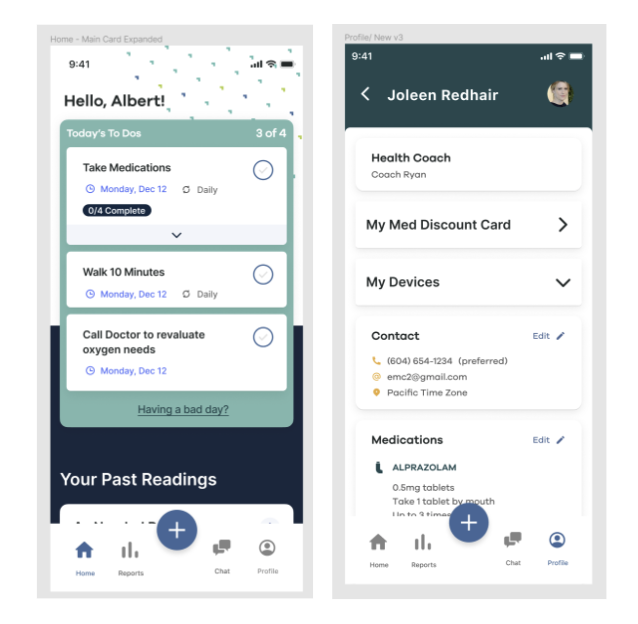 Home - Main Card Expanded
9:41
Hello, Albert!
Today's To Dos 3 of 4
Take Medications
Monday, Dec 12 Daily
0/4 Complete
Walk 10 Minutes
Monday, Dec 12 Daily
Call Doctor to revaluate
oxygen needs
Monday, Dec 12
Having a bad day?
Your Past Readings
Home Reports Chat Profile
Profile/ New v3
9:41
Joleen Redhair
Health Coach
Coach Ryan
My Med Discount Card
My Devices
Contact Edit
(604) 654-1234 (preferred)
emc2@gmail.com
Pacific Time Zone
Medications Edit
ALPRAZOLAM
0.5mg tablets
Take 1 tablet by mouth
Up to 3 times
Home Reports Chat Profile